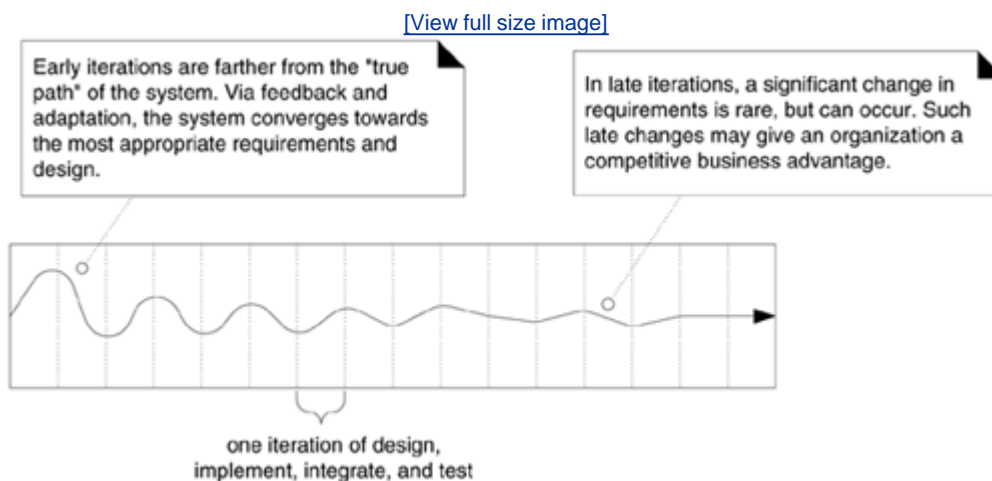 [View full size image]
Early iterations are farther from the "true
path" of the system. Via feedback and
adaptation, the system converges towards
the most appropriate requirements and
design.
In late iterations, a significant change in
requirements is rare, but can occur. Such
late changes may give an organization a
competitive business advantage.
one iteration of design,
implement, integrate, and test